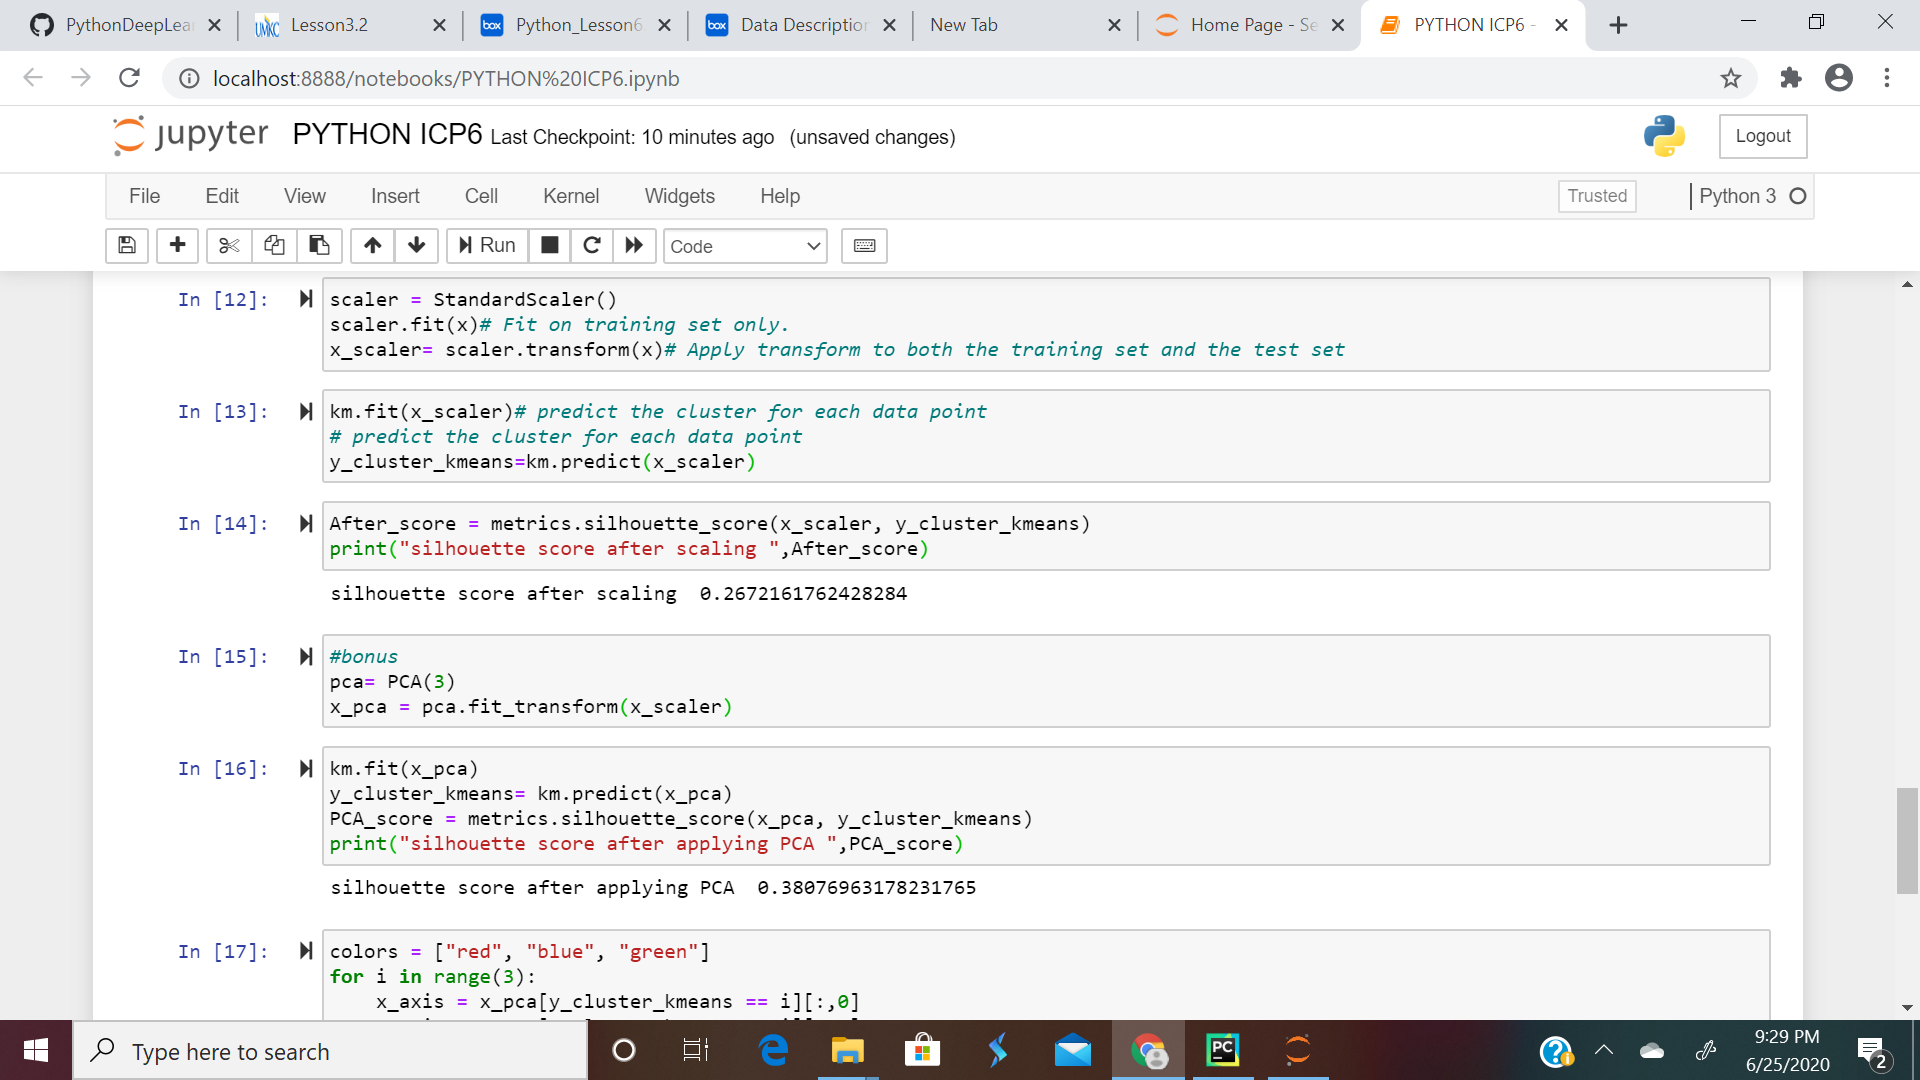 PythonDeepLear
UMKC Lesson3.2
box Python_Lesson6
box Data Description
New Tab
Home Page - Se
PYTHON ICP6 -
localhost:8888/notebooks/PYTHON%20ICP6.ipynb
jupyter PYTHON ICP6 Last Checkpoint: 10 minutes ago (unsaved changes)
Logout
File Edit View Insert Cell Kernel Widgets Help
Trusted
Python 3
Run
Code
In [12]:
scaler = StandardScaler()
scaler.fit(x)# Fit on training set only.
x_scaler= scaler.transform(x)# Apply transform to both the training set and the test set
In [13]:
km.fit(x_scaler)# predict the cluster for each data point
# predict the cluster for each data point
y_cluster_kmeans=km.predict(x_scaler)
In [14]:
After_score = metrics.silhouette_score(x_scaler, y_cluster_kmeans)
print("silhouette score after scaling ",After_score)
silhouette score after scaling  0.2672161762428284
In [15]:
#bonus
pca= PCA(3)
x_pca = pca.fit_transform(x_scaler)
In [16]:
km.fit(x_pca)
y_cluster_kmeans= km.predict(x_pca)
PCA_score = metrics.silhouette_score(x_pca, y_cluster_kmeans)
print("silhouette score after applying PCA ",PCA_score)
silhouette score after applying PCA  0.38076963178231765
In [17]:
colors = ["red", "blue", "green"]
for i in range(3):
    x_axis = x_pca[y_cluster_kmeans == i][:,0]
Type here to search
PC
9:29 PM
6/25/2020
2